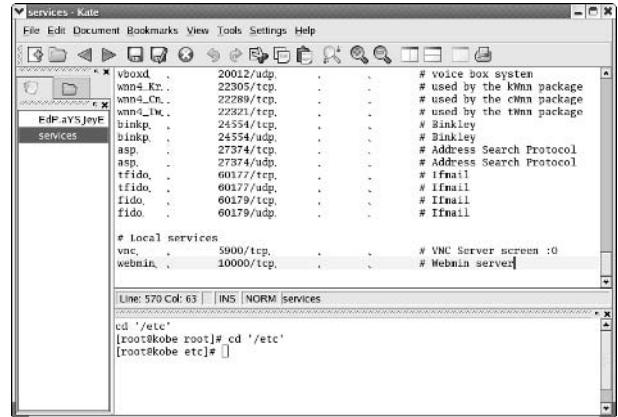 services - Kate
File Edit Document Bookmarks View Tools Settings Help
EdP.aYSJeyE
services
vboxd 20012/udp # voice box system
wnn4_Kr 22305/tcp # used by the kWnn package
wnn4_Cn 22289/tcp # used by the cWnn package
wnn4_Tw 22321/tcp # used by the tWnn package
binkp 24554/tcp # Binkley
binkp 24554/udp # Binkley
asp 27374/tcp # Address Search Protocol
asp 27374/udp # Address Search Protocol
tfido 60177/tcp # Ifmail
tfido 60177/udp # Ifmail
fido 60179/tcp # Ifmail
fido 60179/udp # Ifmail
# Local services
vnc 5900/tcp # VNC Server screen :0
webmin 10000/tcp # Webmin server
Line: 570 Col: 63 INS NORM services
cd '/etc'
[root@kobe root]# cd '/etc'
[root@kobe etc]#